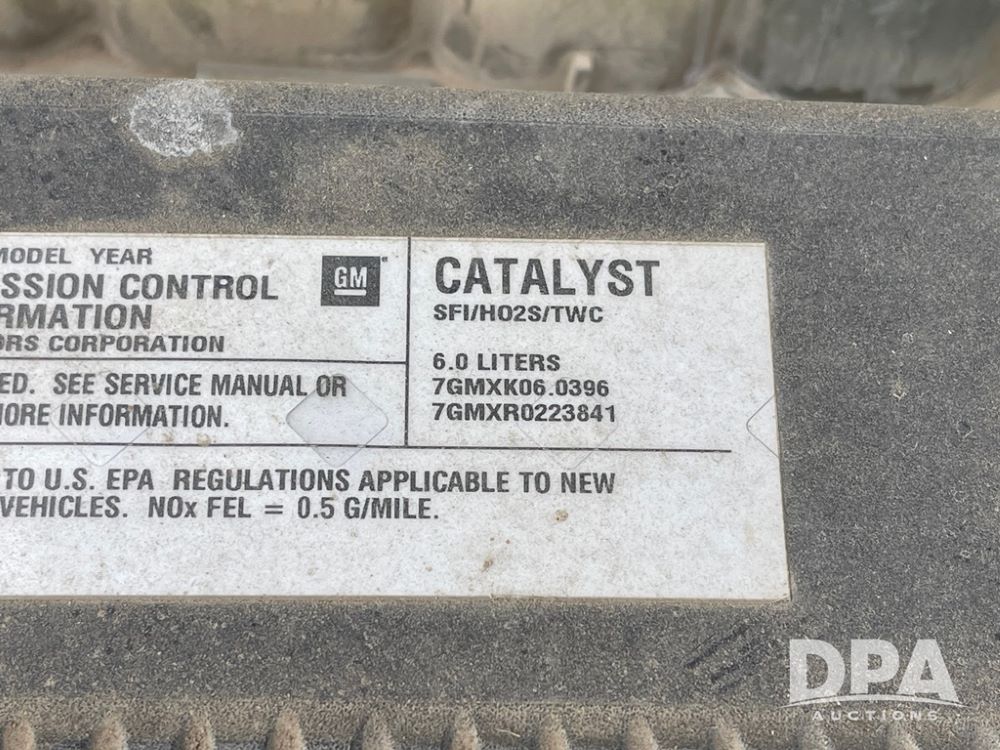 MODEL YEAR
SSION CONTROL
RMATION
ORS CORPORATION
GM
CATALYST
SFI/HO2S/TWC
6.0 LITERS
7GMXK06.0396
7GMXR0223841
ED. SEE SERVICE MANUAL OR
MORE INFORMATION.
TO U.S. EPA REGULATIONS APPLICABLE TO NEW
VEHICLES. NOx FEL = 0.5 G/MILE.
DPA
AUCTIONS